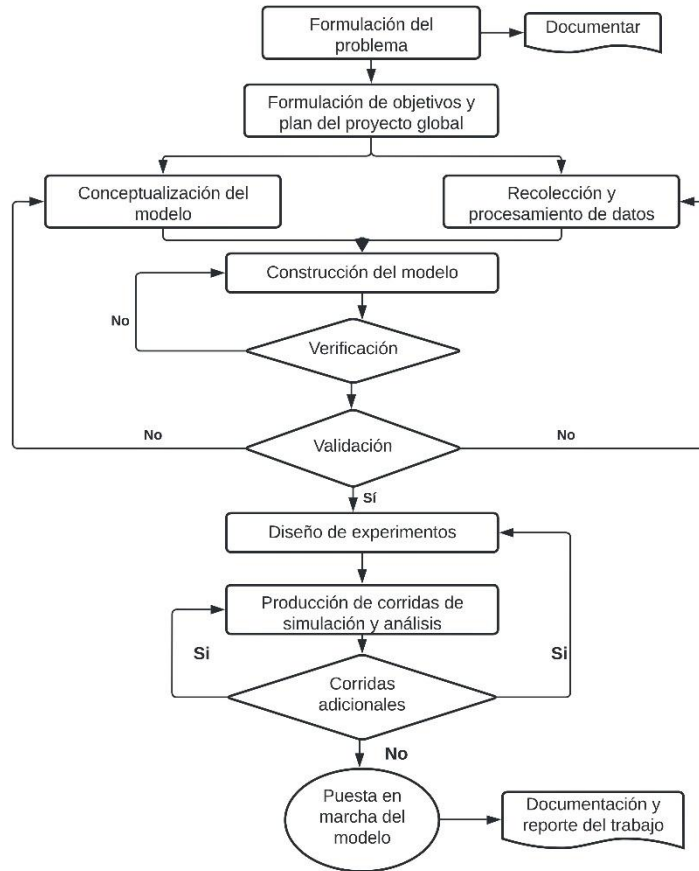 Formulación del
problema
Documentar
Formulación de objetivos y
plan del proyecto global
Conceptualización del
modelo
Recolección y
procesamiento de datos
Construcción del modelo
No
Verificación
No
Validación
No
Sí
Diseño de experimentos
Producción de corridas de
simulación y análisis
Si
Si
Corridas
adicionales
No
Puesta en
marcha del
modelo
Documentación y
reporte del trabajo